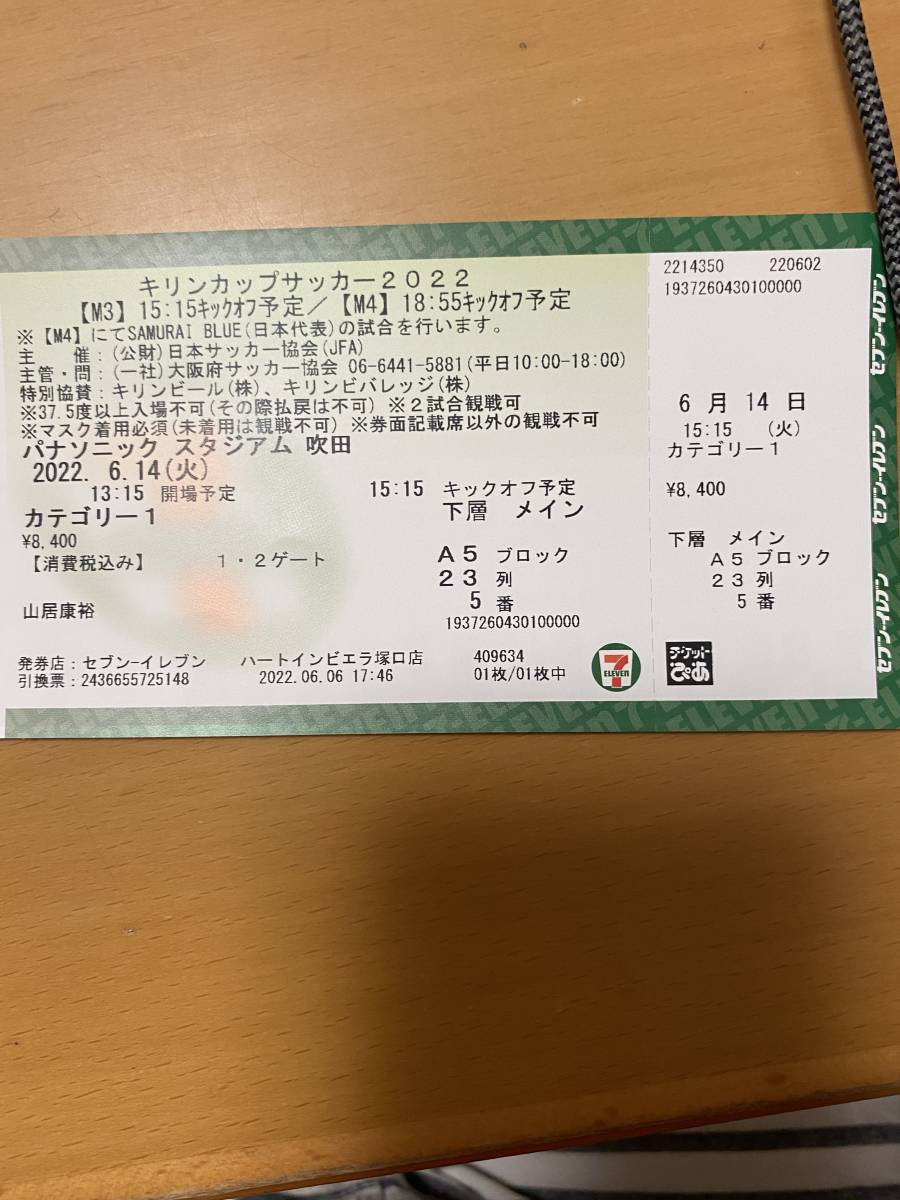 キリンカップサッカー2022
【M3】15:15ｷｯｸｵﾌ予定/【M4】18:55ｷｯｸｵﾌ予定
※【M4】にてSAMURAI BLUE(日本代表)の試合を行います。
主　　催：(公財)日本サッカー協会(JFA)
主管・問：(一社)大阪府サッカー協会 06-6441-5881(平日10:00-18:00)
特別協賛：キリンビール(株)、キリンビバレッジ(株)
※37.5度以上入場不可(その際払戻は不可) ※2試合観戦可
※マスク着用必須(未着用は観戦不可) ※券面記載席以外の観戦不可
パナソニック スタジアム 吹田
2022. 6.14(火)
13:15 開場予定　15:15 キックオフ予定
カテゴリー1　下層 メイン
¥8,400
【消費税込み】　1・2ゲート　A5 ブロック
23 列
5 番
山居康裕
1937260430100000
発券店：セブン-イレブン　ハートインビエラ塚口店　409634
引換票：2436655725148　2022.06.06 17:46　01枚/01枚中
7
ELEVEN
2214350　220602
1937260430100000
6 月 14 日
15:15 (火)
カテゴリー1
¥8,400
下層 メイン
A5 ブロック
23 列
5 番
チケットぴあ
セブン-イレブン
セブン-イレブン
セブン-イレブン